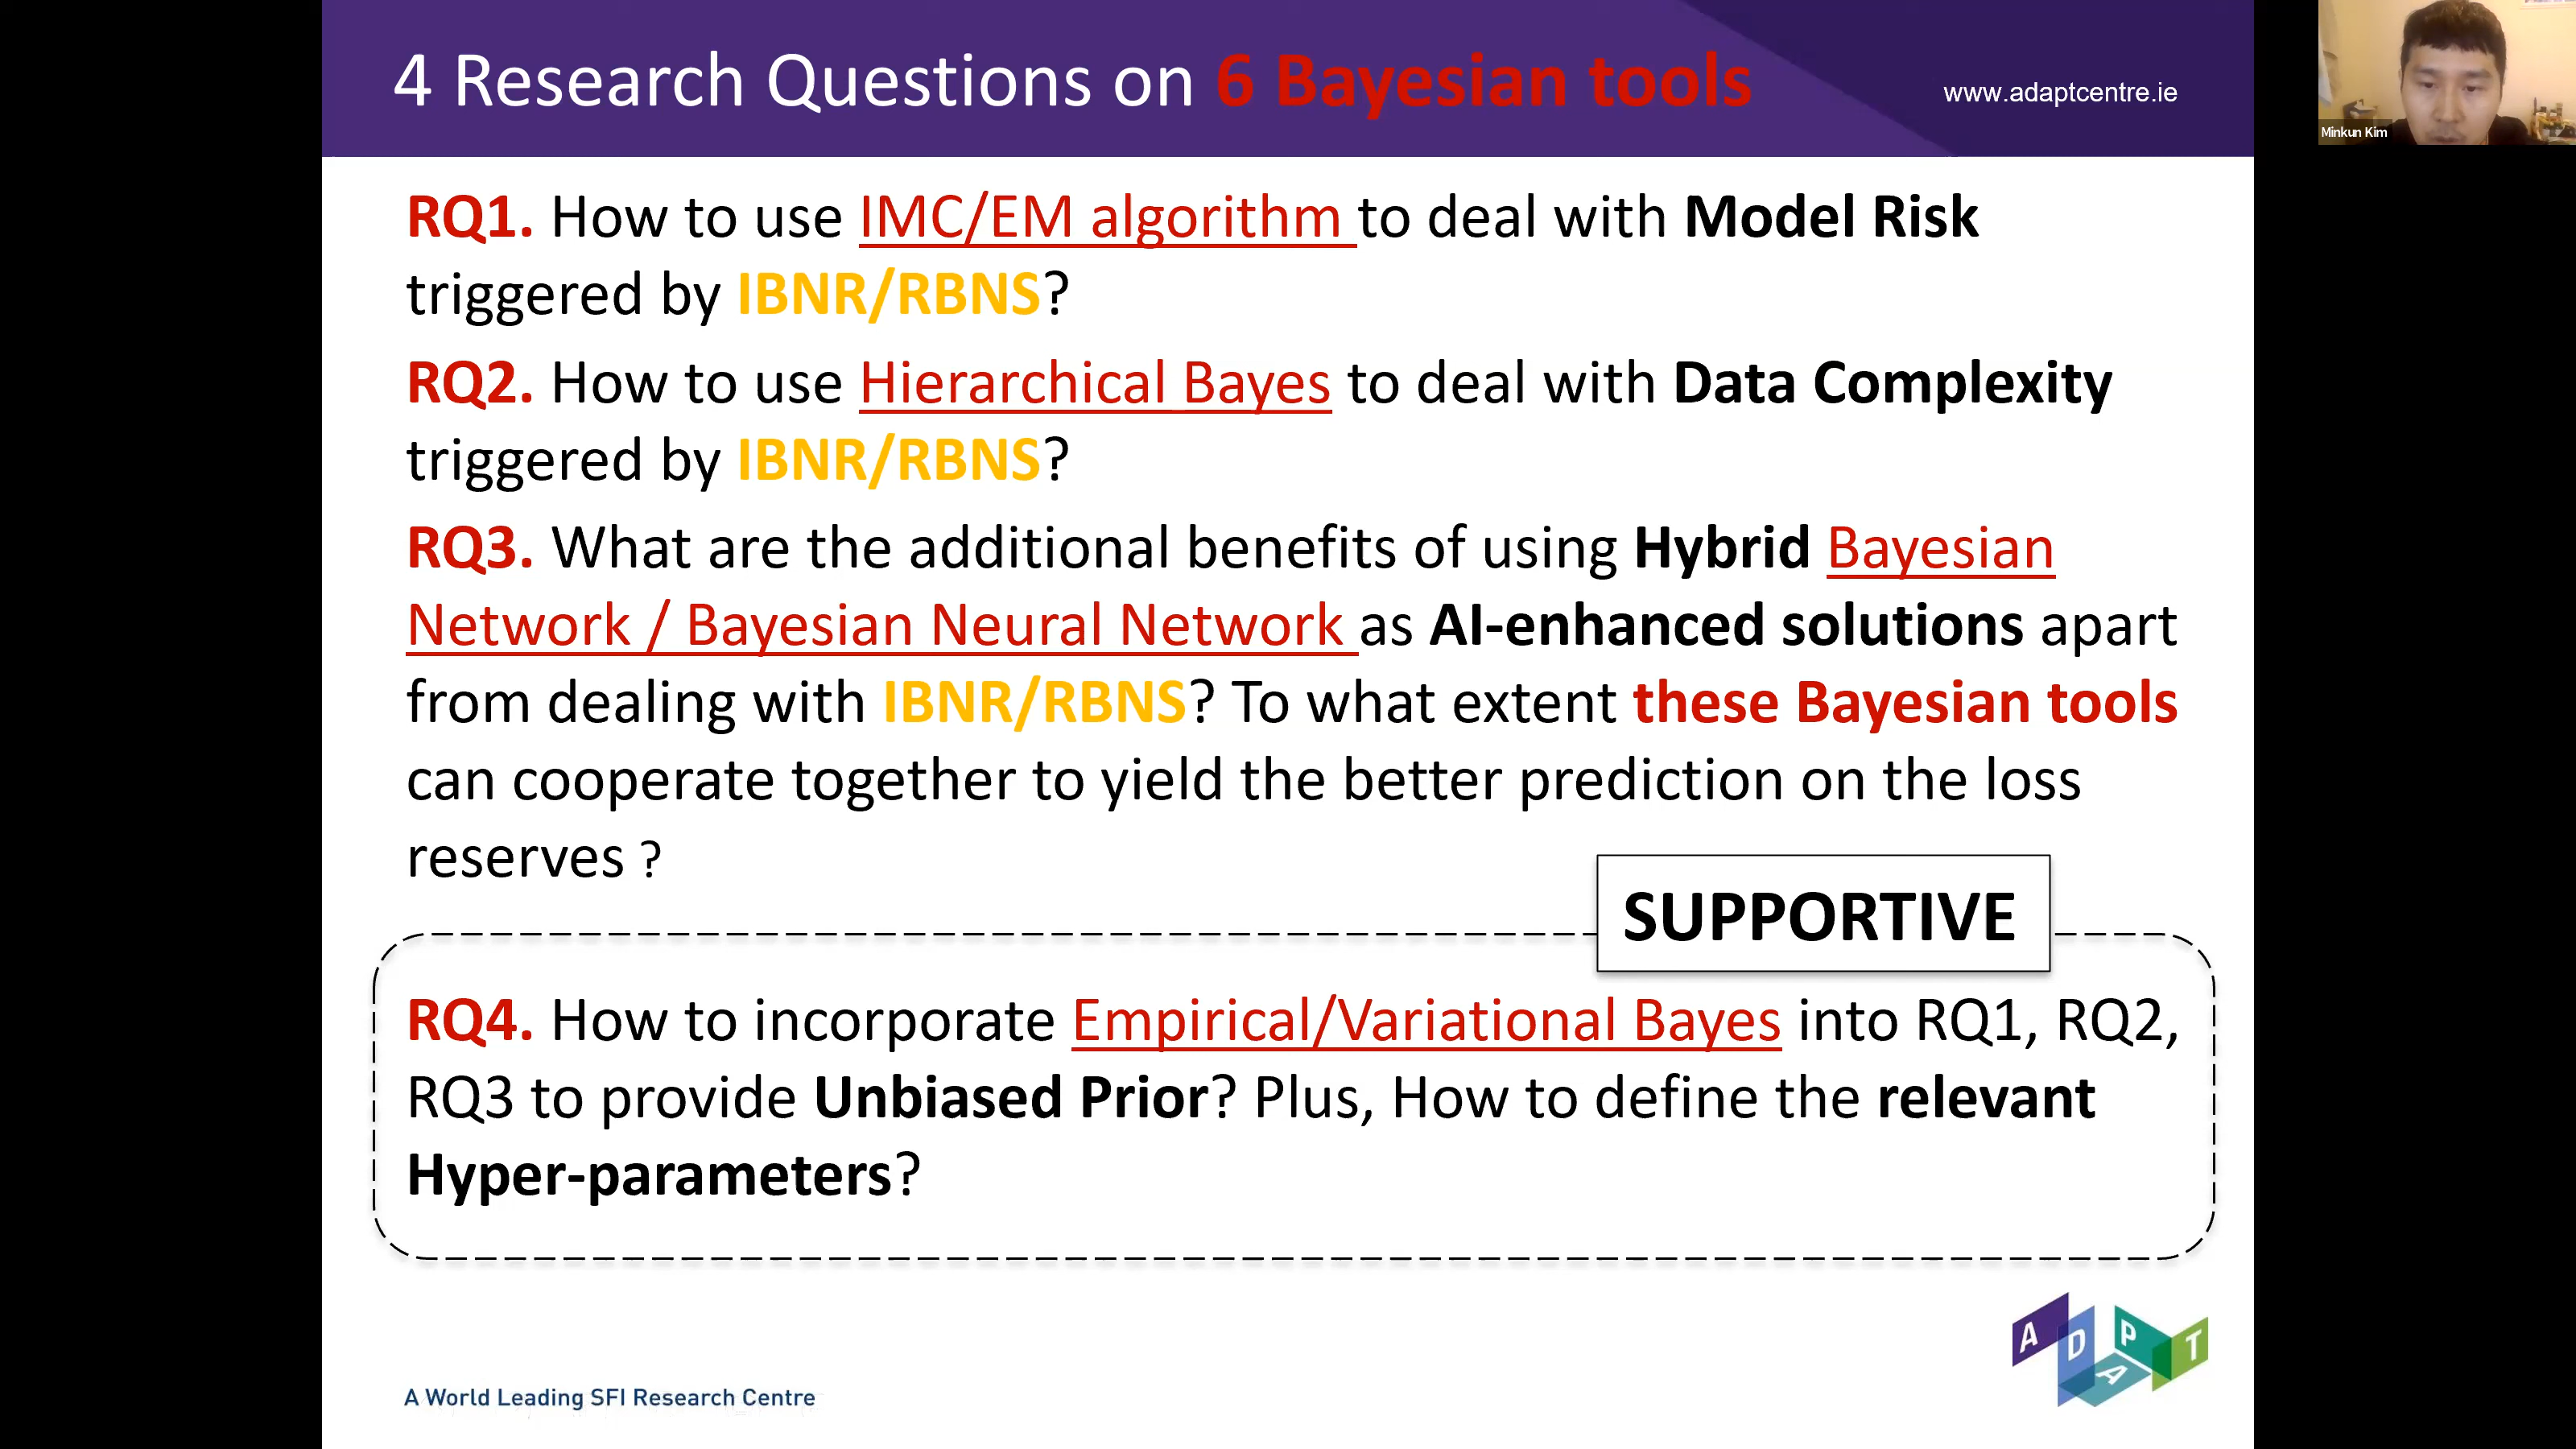 4 Research Questions on 6 Bayesian tools
www.adaptcentre.ie
Minkun Kim
RQ1. How to use IMC/EM algorithm to deal with Model Risk
triggered by IBNR/RBNS?
RQ2. How to use Hierarchical Bayes to deal with Data Complexity
triggered by IBNR/RBNS?
RQ3. What are the additional benefits of using Hybrid Bayesian
Network / Bayesian Neural Network as AI-enhanced solutions apart
from dealing with IBNR/RBNS? To what extent these Bayesian tools
can cooperate together to yield the better prediction on the loss
reserves ?
SUPPORTIVE
RQ4. How to incorporate Empirical/Variational Bayes into RQ1, RQ2,
RQ3 to provide Unbiased Prior? Plus, How to define the relevant
Hyper-parameters?
ADAPT
A World Leading SFI Research Centre